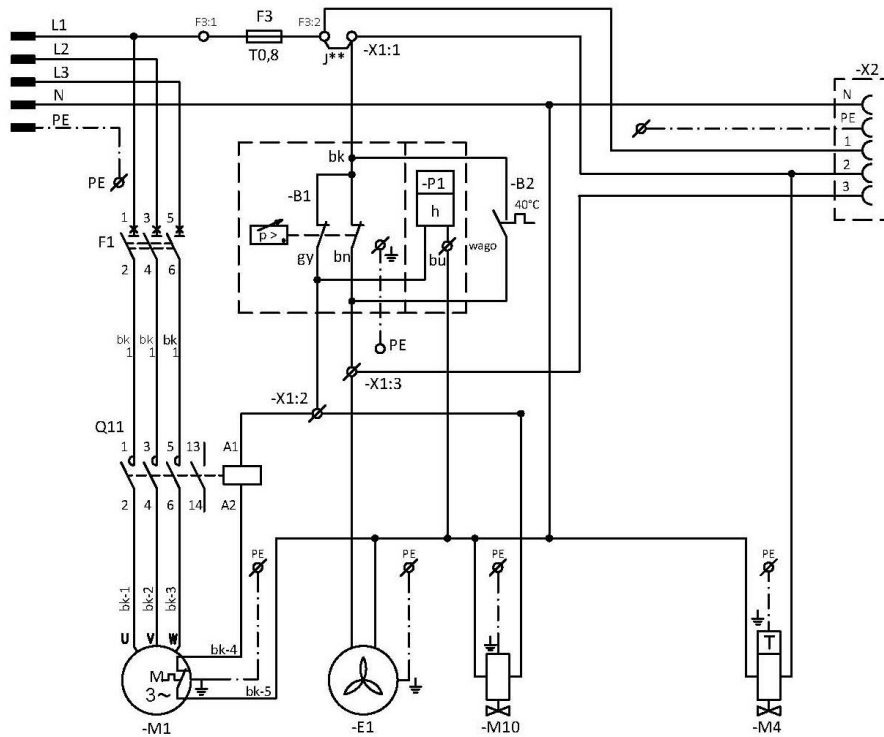 L1
F3:1
F3
F3:2
T0,8
J**
-X1:1
L2
L3
N
PE
-X2
N
PE
1
2
3
PE
bk
-B1
-P1
h
-B2
40°C
wago
p >
gy
bn
bu
PE
1 3 5
F1
2 4 6
bk bk bk
1 1 1
-X1:3
-X1:2
Q11
1 3 5 13 A1
2 4 6 14 A2
PE
PE
PE
PE
bk-1
bk-2
bk-3
U V W
bk-4
M
3~
bk-5
T
-M1
-E1
-M10
-M4